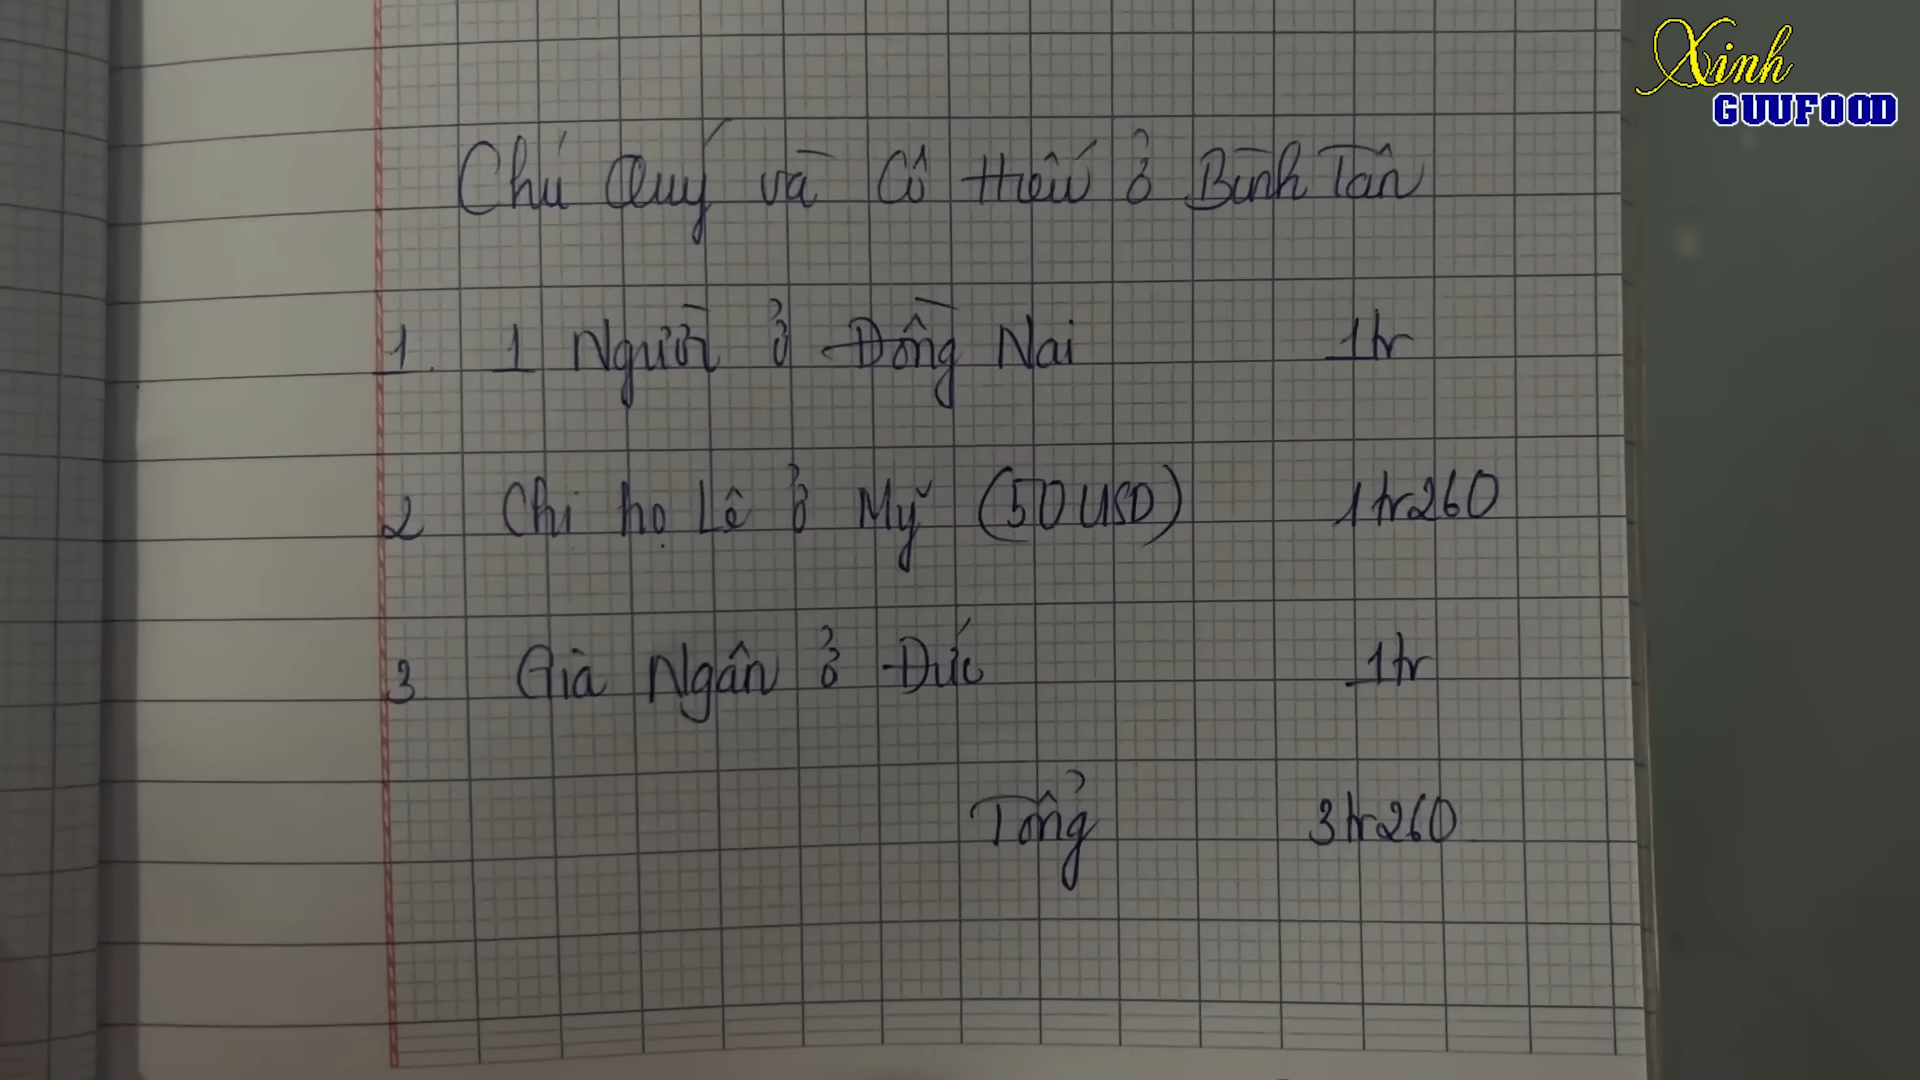 Xinh
GUUFOOD
Chú Quý và Cô Hiếu ở Bình Tân
1. 1 Người ở Đồng Nai 1tr
2 Chị họ Lê ở Mỹ (50 USD) 1tr260
3 Già Ngân ở Đức 1tr
Tổng 3tr260